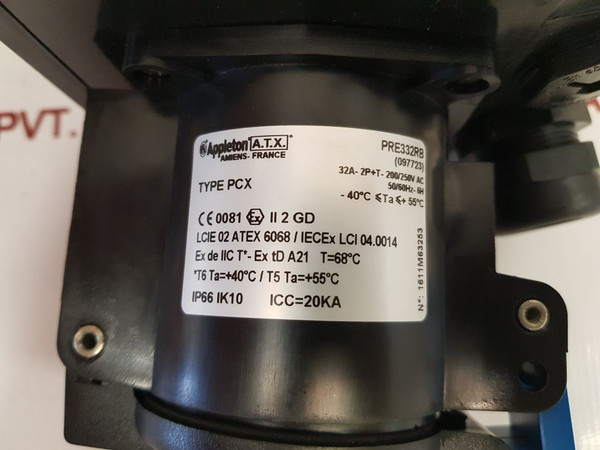 Appleton A.T.X.
AMIENS- FRANCE
PRE332RB
(097723)
32A- 2P+T- 200/250V AC
50/60Hz- 6H
- 40°C ≤Ta ≤+ 55°C
TYPE PCX
CE 0081 Ex II 2 GD
LCIE 02 ATEX 6068 / IECEx LCI 04.0014
Ex de IIC T*- Ex tD A21 T=68°C
*T6 Ta=+40°C / T5 Ta=+55°C
IP66 IK10 ICC=20KA
N°: 1611M63253
PVT.